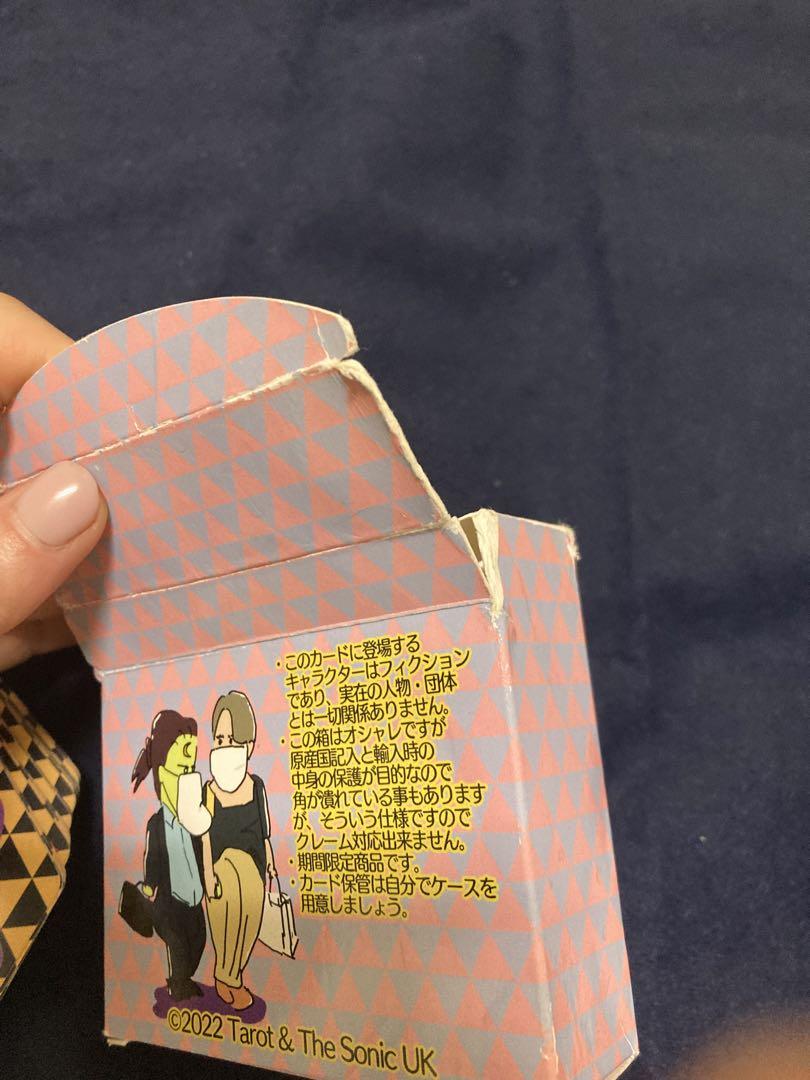 ・このカードに登場する
キャラクターはフィクション
であり、実在の人物・団体
とは一切関係ありません。
・この箱はオシャレですが
原産国記入と輸入時の
中身の保護が目的なので
角が潰れている事もあります
が、そういう仕様ですので
クレーム対応出来ません。
・期間限定商品です。
・カード保管は自分でケースを
用意しましょう。
©2022 Tarot & The Sonic UK